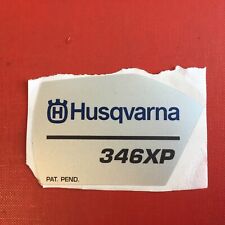 H Husqvarna
346XP
PAT. PEND.